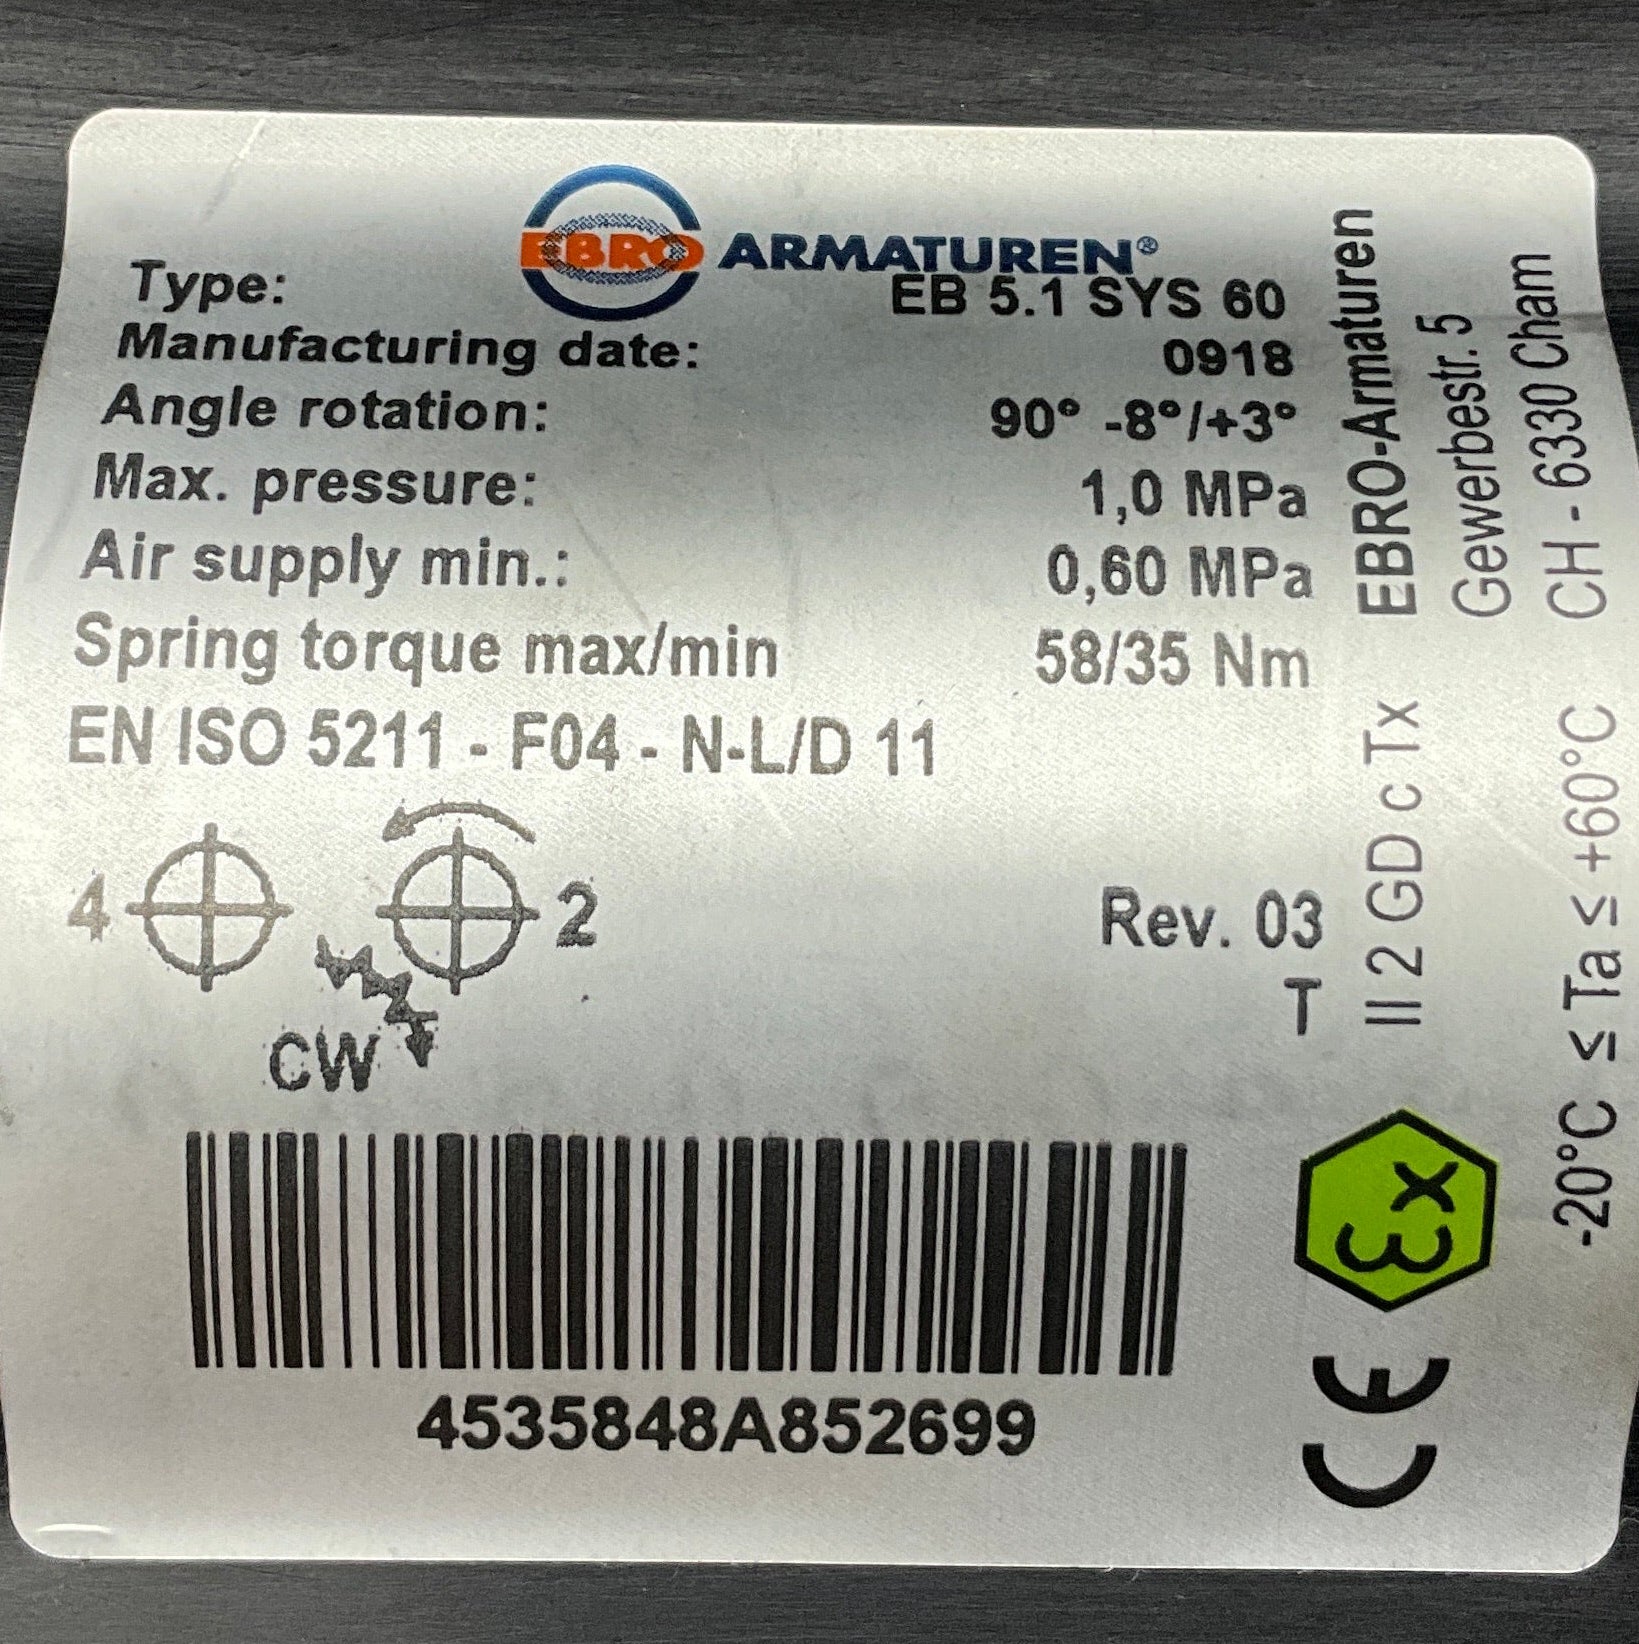 EBRO ARMATUREN®
Type: EB 5.1 SYS 60
Manufacturing date: 0918
Angle rotation: 90° -8°/+3°
Max. pressure: 1,0 MPa
Air supply min.: 0,60 MPa
Spring torque max/min 58/35 Nm
EN ISO 5211 - F04 - N-L/D 11
4 2
Rev. 03
T
CW
4535848A852699
EBRO-Armaturen
Gewerbestr. 5
CH - 6330 Cham
CE Ex II 2 GD c Tx
-20°C ≤ Ta ≤ +60°C